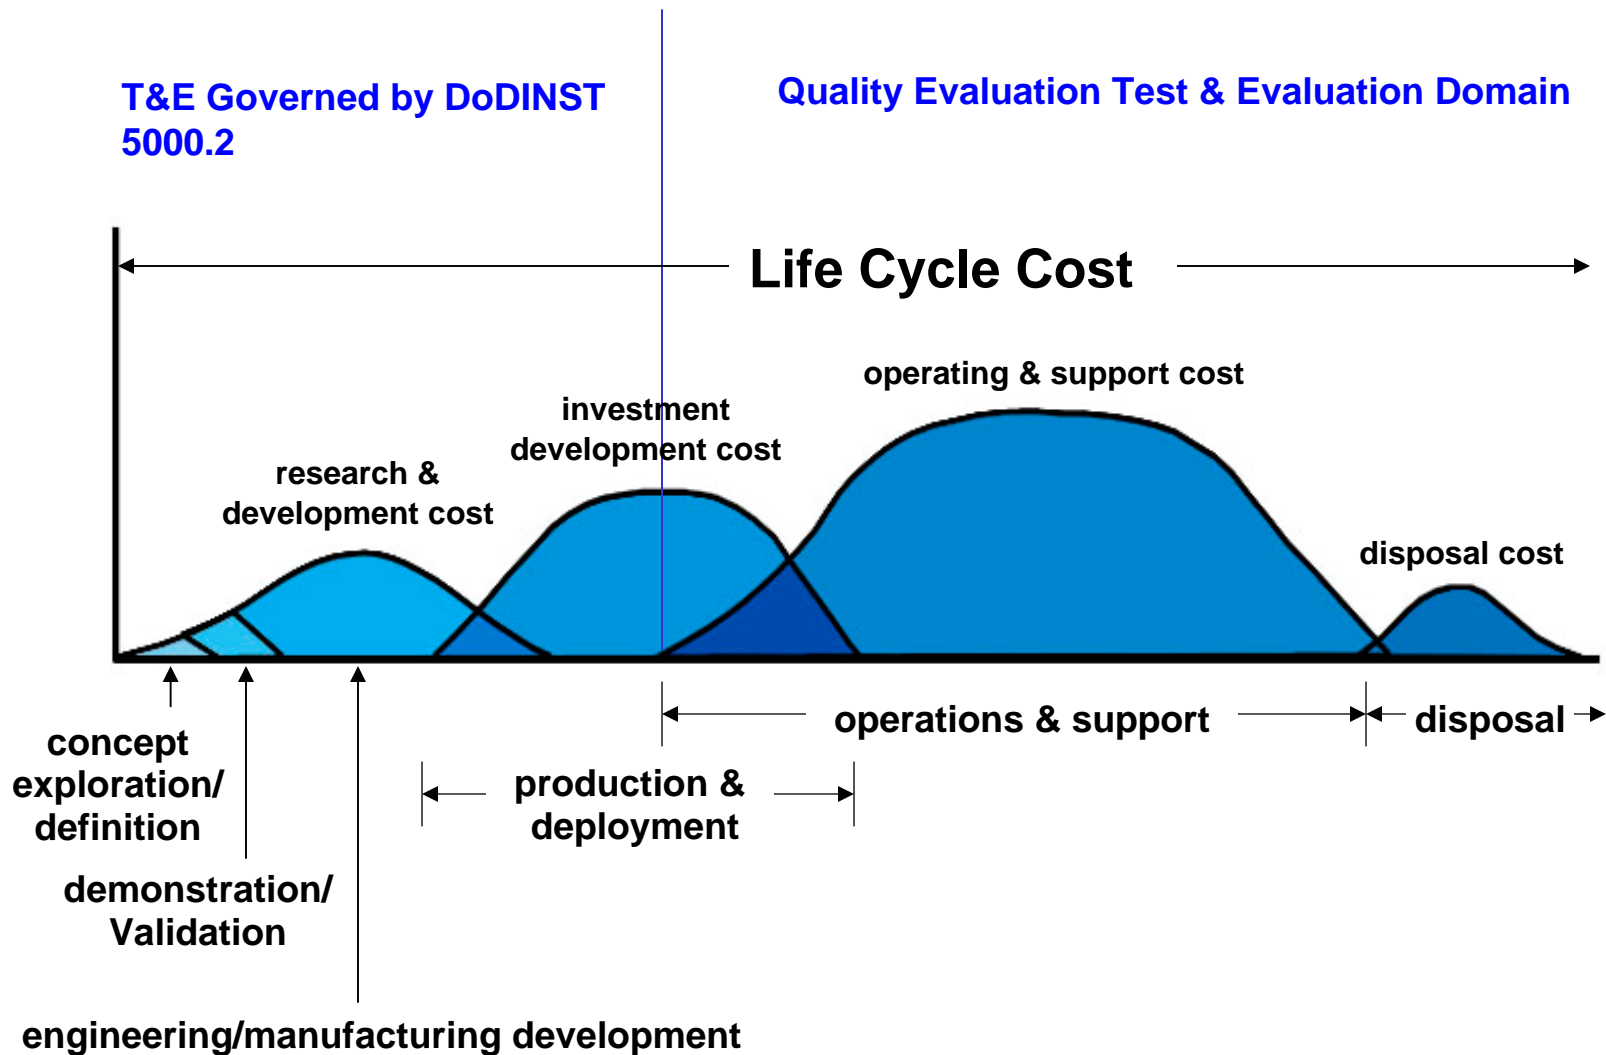 T&E Governed by DoDINST
5000.2
Quality Evaluation Test & Evaluation Domain
Life Cycle Cost
operating & support cost
investment
development cost
research &
development cost
disposal cost
operations & support
disposal
concept
exploration/
definition
production &
deployment
demonstration/
Validation
engineering/manufacturing development